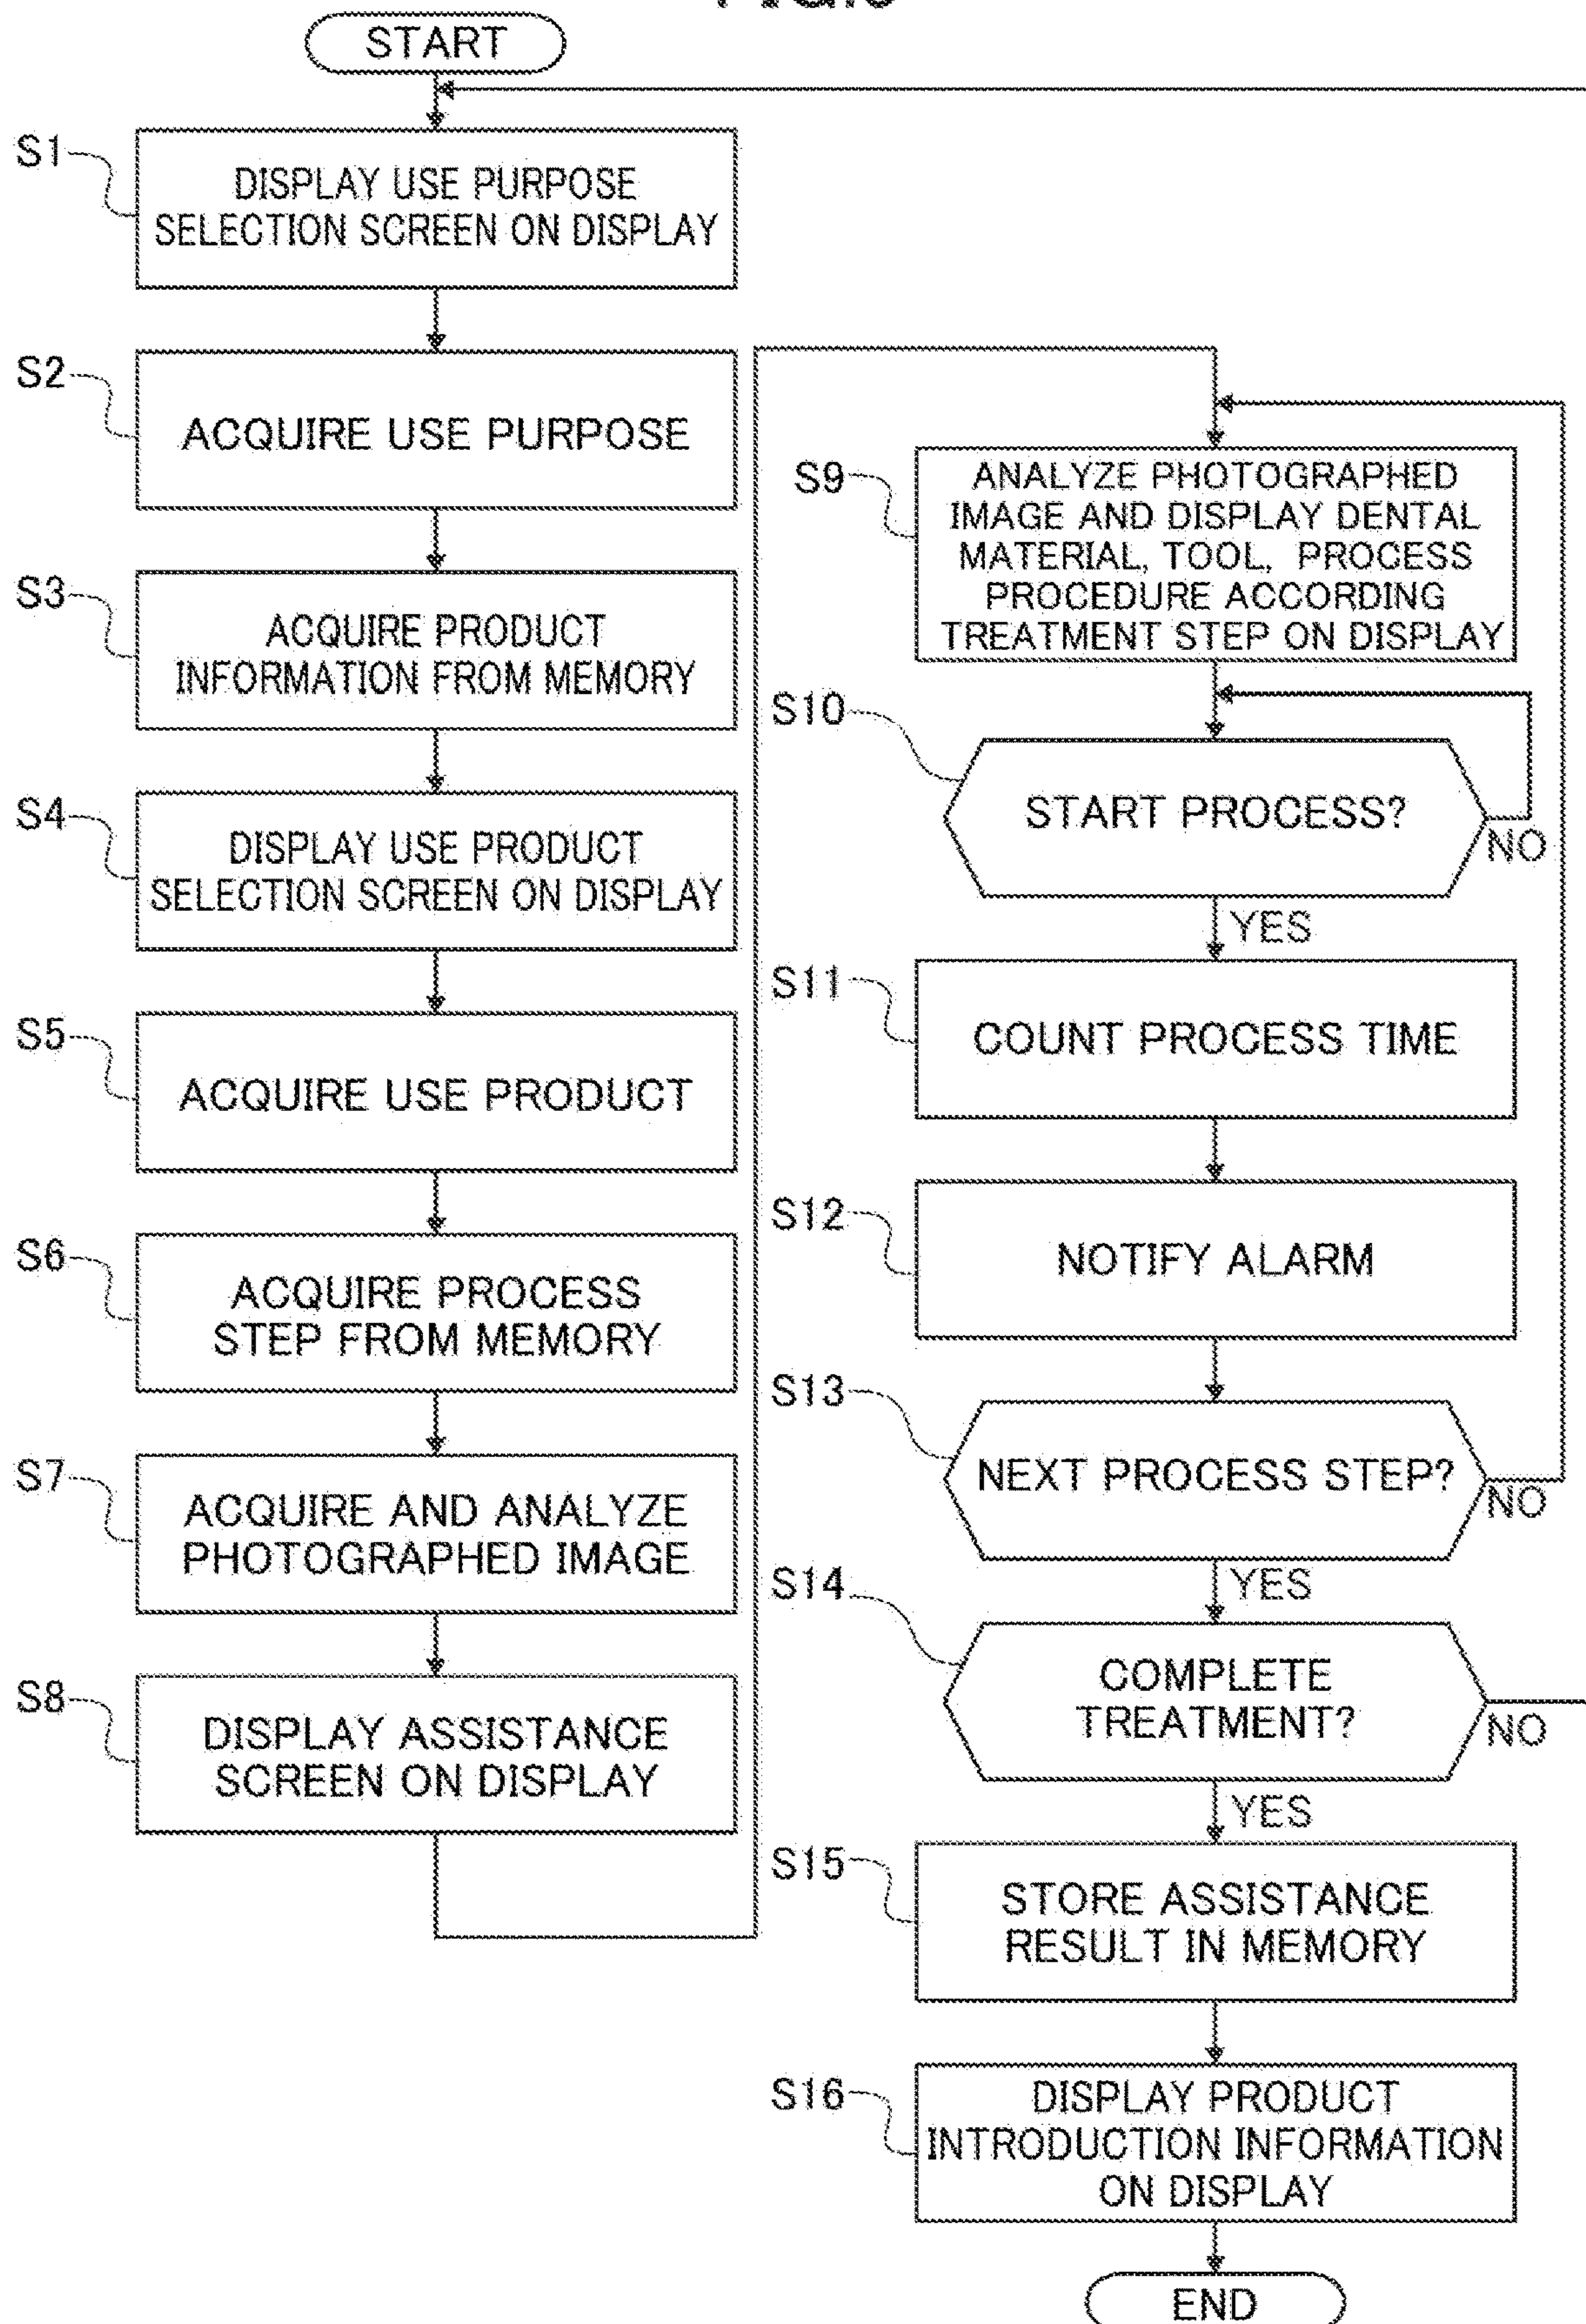 START
S1
DISPLAY USE PURPOSE
SELECTION SCREEN ON DISPLAY
S2
ACQUIRE USE PURPOSE
S3
ACQUIRE PRODUCT
INFORMATION FROM MEMORY
S4
DISPLAY USE PRODUCT
SELECTION SCREEN ON DISPLAY
S5
ACQUIRE USE PRODUCT
S6
ACQUIRE PROCESS
STEP FROM MEMORY
S7
ACQUIRE AND ANALYZE
PHOTOGRAPHED IMAGE
S8
DISPLAY ASSISTANCE
SCREEN ON DISPLAY
S9
ANALYZE PHOTOGRAPHED
IMAGE AND DISPLAY DENTAL
MATERIAL, TOOL, PROCESS
PROCEDURE ACCORDING
TREATMENT STEP ON DISPLAY
S10
START PROCESS?
NO
YES
S11
COUNT PROCESS TIME
S12
NOTIFY ALARM
S13
NEXT PROCESS STEP?
NO
YES
S14
COMPLETE
TREATMENT?
NO
YES
S15
STORE ASSISTANCE
RESULT IN MEMORY
S16
DISPLAY PRODUCT
INTRODUCTION INFORMATION
ON DISPLAY
END